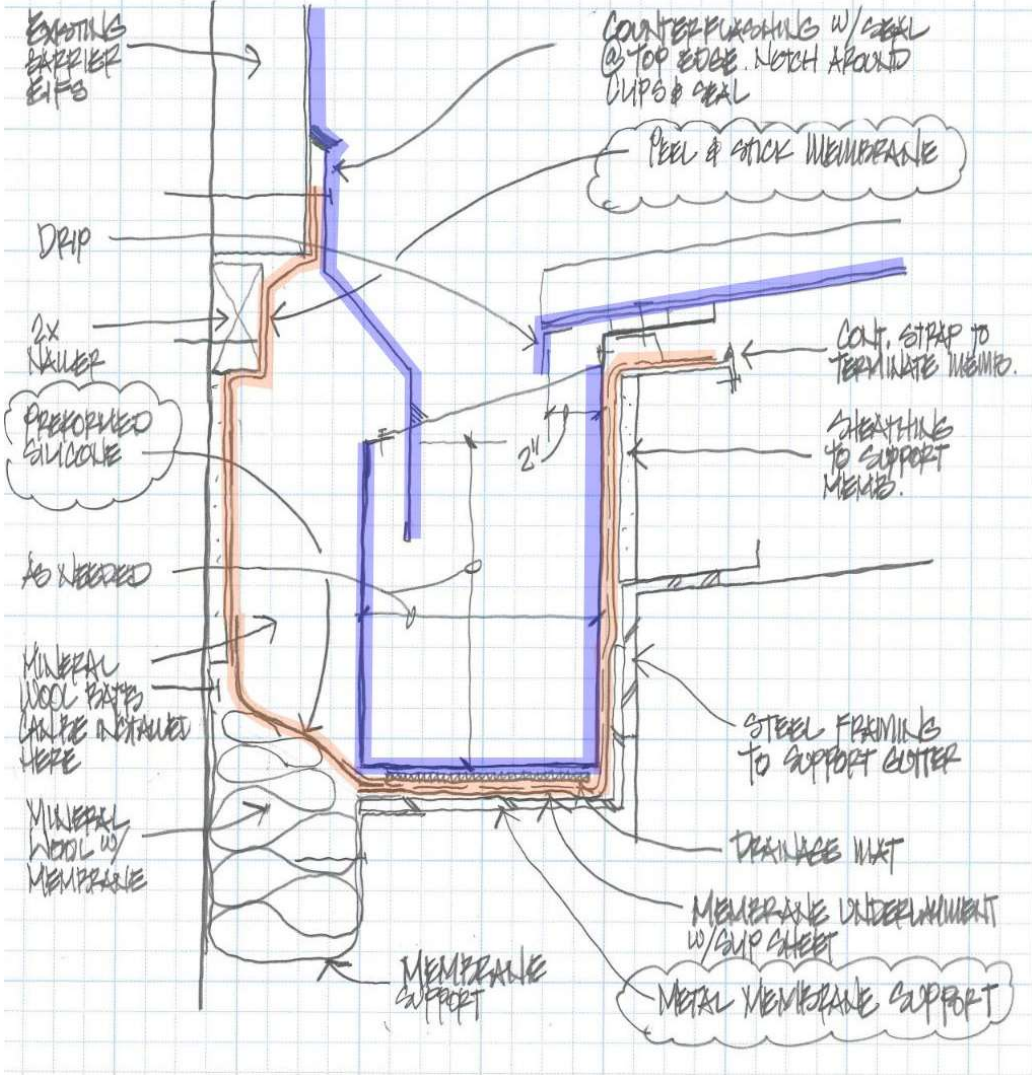 EXISTING
BARRIER
EIFS
COUNTERFLASHING W/ SEAL
@ TOP EDGE. NOTCH AROUND
CLIPS & SEAL
PEEL & STICK MEMBRANE
DRIP
2X
NAILER
CONT. STRAP TO
TERMINATE MEMB.
PREFORMED
SILICONE
2"
SHEATHING
TO SUPPORT
MEMB.
AS NEEDED
MINERAL
WOOL BATTS
CAN BE INSTALLED
HERE
STEEL FRAMING
TO SUPPORT GUTTER
MINERAL
WOOL W/
MEMBRANE
DRAINAGE MAT
MEMBRANE UNDERLAYMENT
W/ SLIP SHEET
MEMBRANE
SUPPORT
METAL MEMBRANE SUPPORT